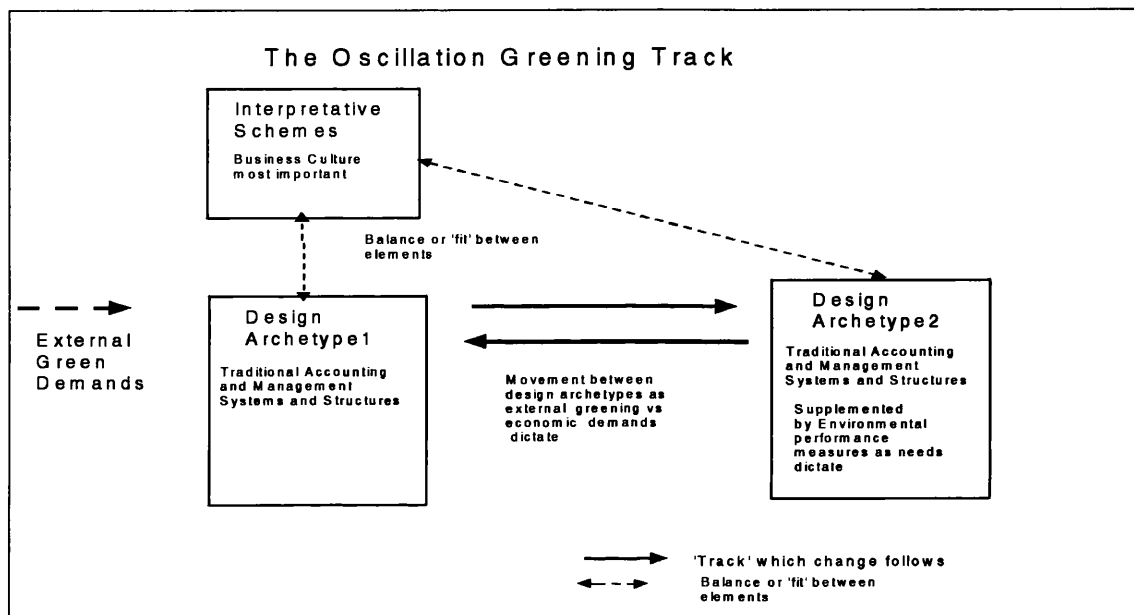 The Oscillation Greening Track
Interpretative
Schemes
Business Culture
most important
Balance or 'fit' between
elements
External
Green
Demands
Design
Archetype1
Traditional Accounting
and Management
Systems and Structures
Movement between
design archetypes as
external greening vs
economic demands
dictate
Design
Archetype2
Traditional Accounting
and Management
Systems and Structures
Supplemented
by Environmental
performance
measures as needs
dictate
'Track' which change follows
Balance or 'fit' between
elements